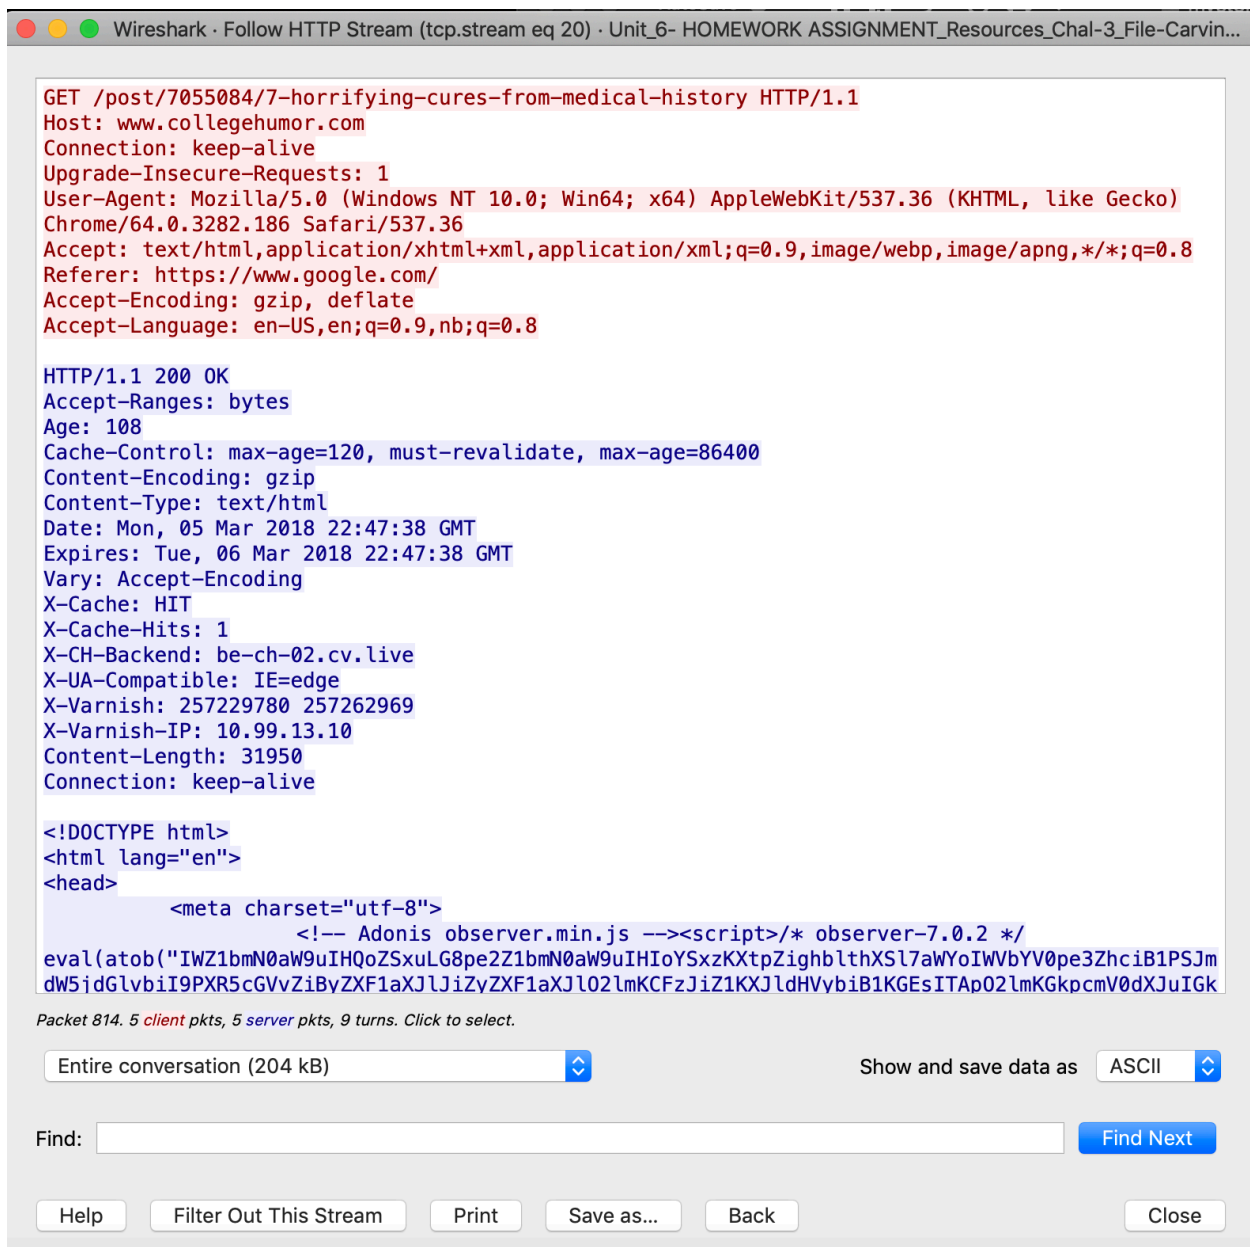 Wireshark · Follow HTTP Stream (tcp.stream eq 20) · Unit_6- HOMEWORK ASSIGNMENT_Resources_Chal-3_File-Carvin...
GET /post/7055084/7-horrifying-cures-from-medical-history HTTP/1.1
Host: www.collegehumor.com
Connection: keep-alive
Upgrade-Insecure-Requests: 1
User-Agent: Mozilla/5.0 (Windows NT 10.0; Win64; x64) AppleWebKit/537.36 (KHTML, like Gecko)
Chrome/64.0.3282.186 Safari/537.36
Accept: text/html,application/xhtml+xml,application/xml;q=0.9,image/webp,image/apng,*/*;q=0.8
Referer: https://www.google.com/
Accept-Encoding: gzip, deflate
Accept-Language: en-US,en;q=0.9,nb;q=0.8
HTTP/1.1 200 OK
Accept-Ranges: bytes
Age: 108
Cache-Control: max-age=120, must-revalidate, max-age=86400
Content-Encoding: gzip
Content-Type: text/html
Date: Mon, 05 Mar 2018 22:47:38 GMT
Expires: Tue, 06 Mar 2018 22:47:38 GMT
Vary: Accept-Encoding
X-Cache: HIT
X-Cache-Hits: 1
X-CH-Backend: be-ch-02.cv.live
X-UA-Compatible: IE=edge
X-Varnish: 257229780 257262969
X-Varnish-IP: 10.99.13.10
Content-Length: 31950
Connection: keep-alive
<!DOCTYPE html>
<html lang="en">
<head>
<meta charset="utf-8">
<!-- Adonis observer.min.js --><script>/* observer-7.0.2 */
eval(atob("IWZ1bmN0aW9uIHQoZSxuLG8pe2Z1bmN0aW9uIHIoYSxzKXtpZighblthXSl7aWYoIWVbYV0pe3ZhciB1PSJm
dW5jdGlvbiI9PXR5cGVvZiByZXF1aXJlJiZyZXF1aXJlO2lmKCFzJiZ1KXJldHVybiB1KGEsITApO2lmKGkpcmV0dXJuIGk
Packet 814. 5 client pkts, 5 server pkts, 9 turns. Click to select.
Entire conversation (204 kB)
Show and save data as ASCII
Find:
Find Next
Help
Filter Out This Stream
Print
Save as...
Back
Close